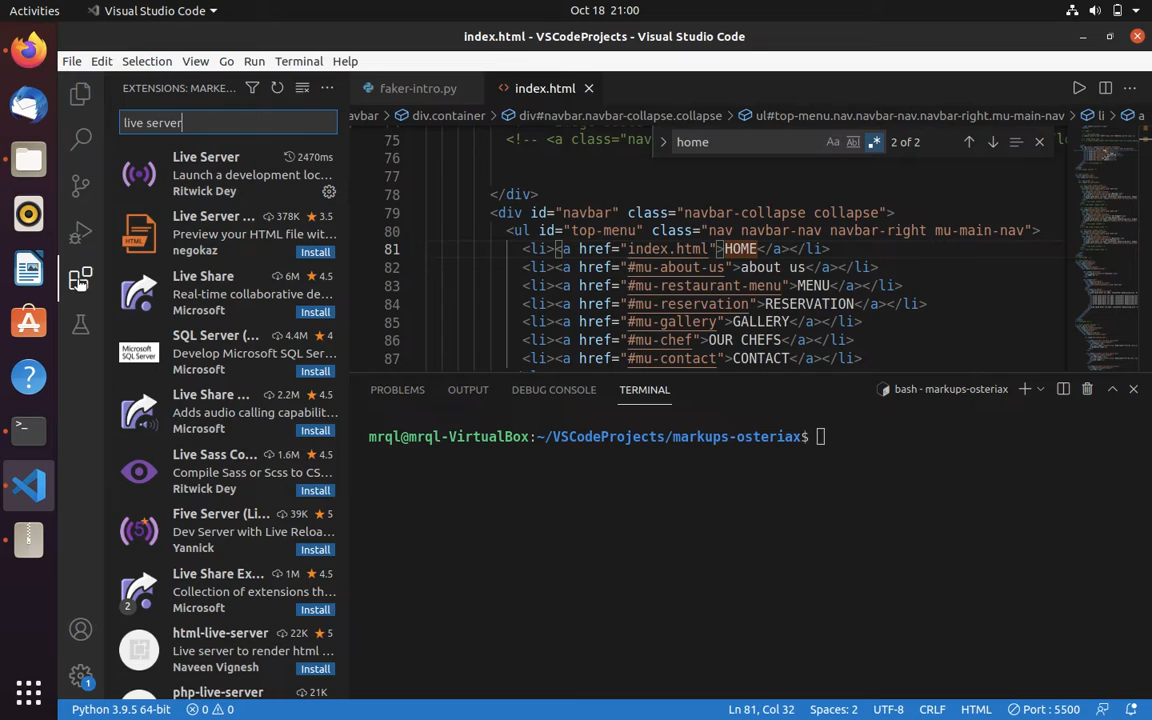 Activities
Visual Studio Code
Oct 18 21:00
index.html - VSCodeProjects - Visual Studio Code
File Edit Selection View Go Run Terminal Help
EXTENSIONS: MARKE...
live server
Live Server 2470ms
Launch a development loc...
Ritwick Dey
Live Server ... 378K 3.5
Preview your HTML file wit...
negokaz Install
Live Share 6M 4.5
Real-time collaborative de...
Microsoft Install
Microsoft
SQL Server
SQL Server (... 4.4M 4
Develop Microsoft SQL Ser...
Microsoft Install
Live Share ... 2.2M 4.5
Adds audio calling capabilit...
Microsoft Install
Live Sass Co... 1.6M 4.5
Compile Sass or Scss to CS...
Ritwick Dey Install
5
Five Server (Li... 39K 5
Dev Server with Live Reloa...
Yannick Install
Live Share Ex... 1M 4.5
Collection of extensions th...
2
Microsoft Install
html-live-server 22K 5
Live server to render html ...
Naveen Vignesh Install
php-live-server 21K
1
faker-intro.py
index.html
avbar > div.container > div#navbar.navbar-collapse.collapse > ul#top-menu.nav.navbar-nav.navbar-right.mu-main-nav > li > a
home
Aa Ab 2 of 2
75 <!-- <a class="nav
76
77
78 </div>
79 <div id="navbar" class="navbar-collapse collapse">
80 <ul id="top-menu" class="nav navbar-nav navbar-right mu-main-nav">
81 <li><a href="index.html">HOME</a></li>
82 <li><a href="#mu-about-us">about us</a></li>
83 <li><a href="#mu-restaurant-menu">MENU</a></li>
84 <li><a href="#mu-reservation">RESERVATION</a></li>
85 <li><a href="#mu-gallery">GALLERY</a></li>
86 <li><a href="#mu-chef">OUR CHEFS</a></li>
87 <li><a href="#mu-contact">CONTACT</a></li>
PROBLEMS OUTPUT DEBUG CONSOLE TERMINAL
bash - markups-osteriax
mrql@mrql-VirtualBox:~/VSCodeProjects/markups-osteriax$
Python 3.9.5 64-bit 0 0
Ln 81, Col 32 Spaces: 2 UTF-8 CRLF HTML Port : 5500